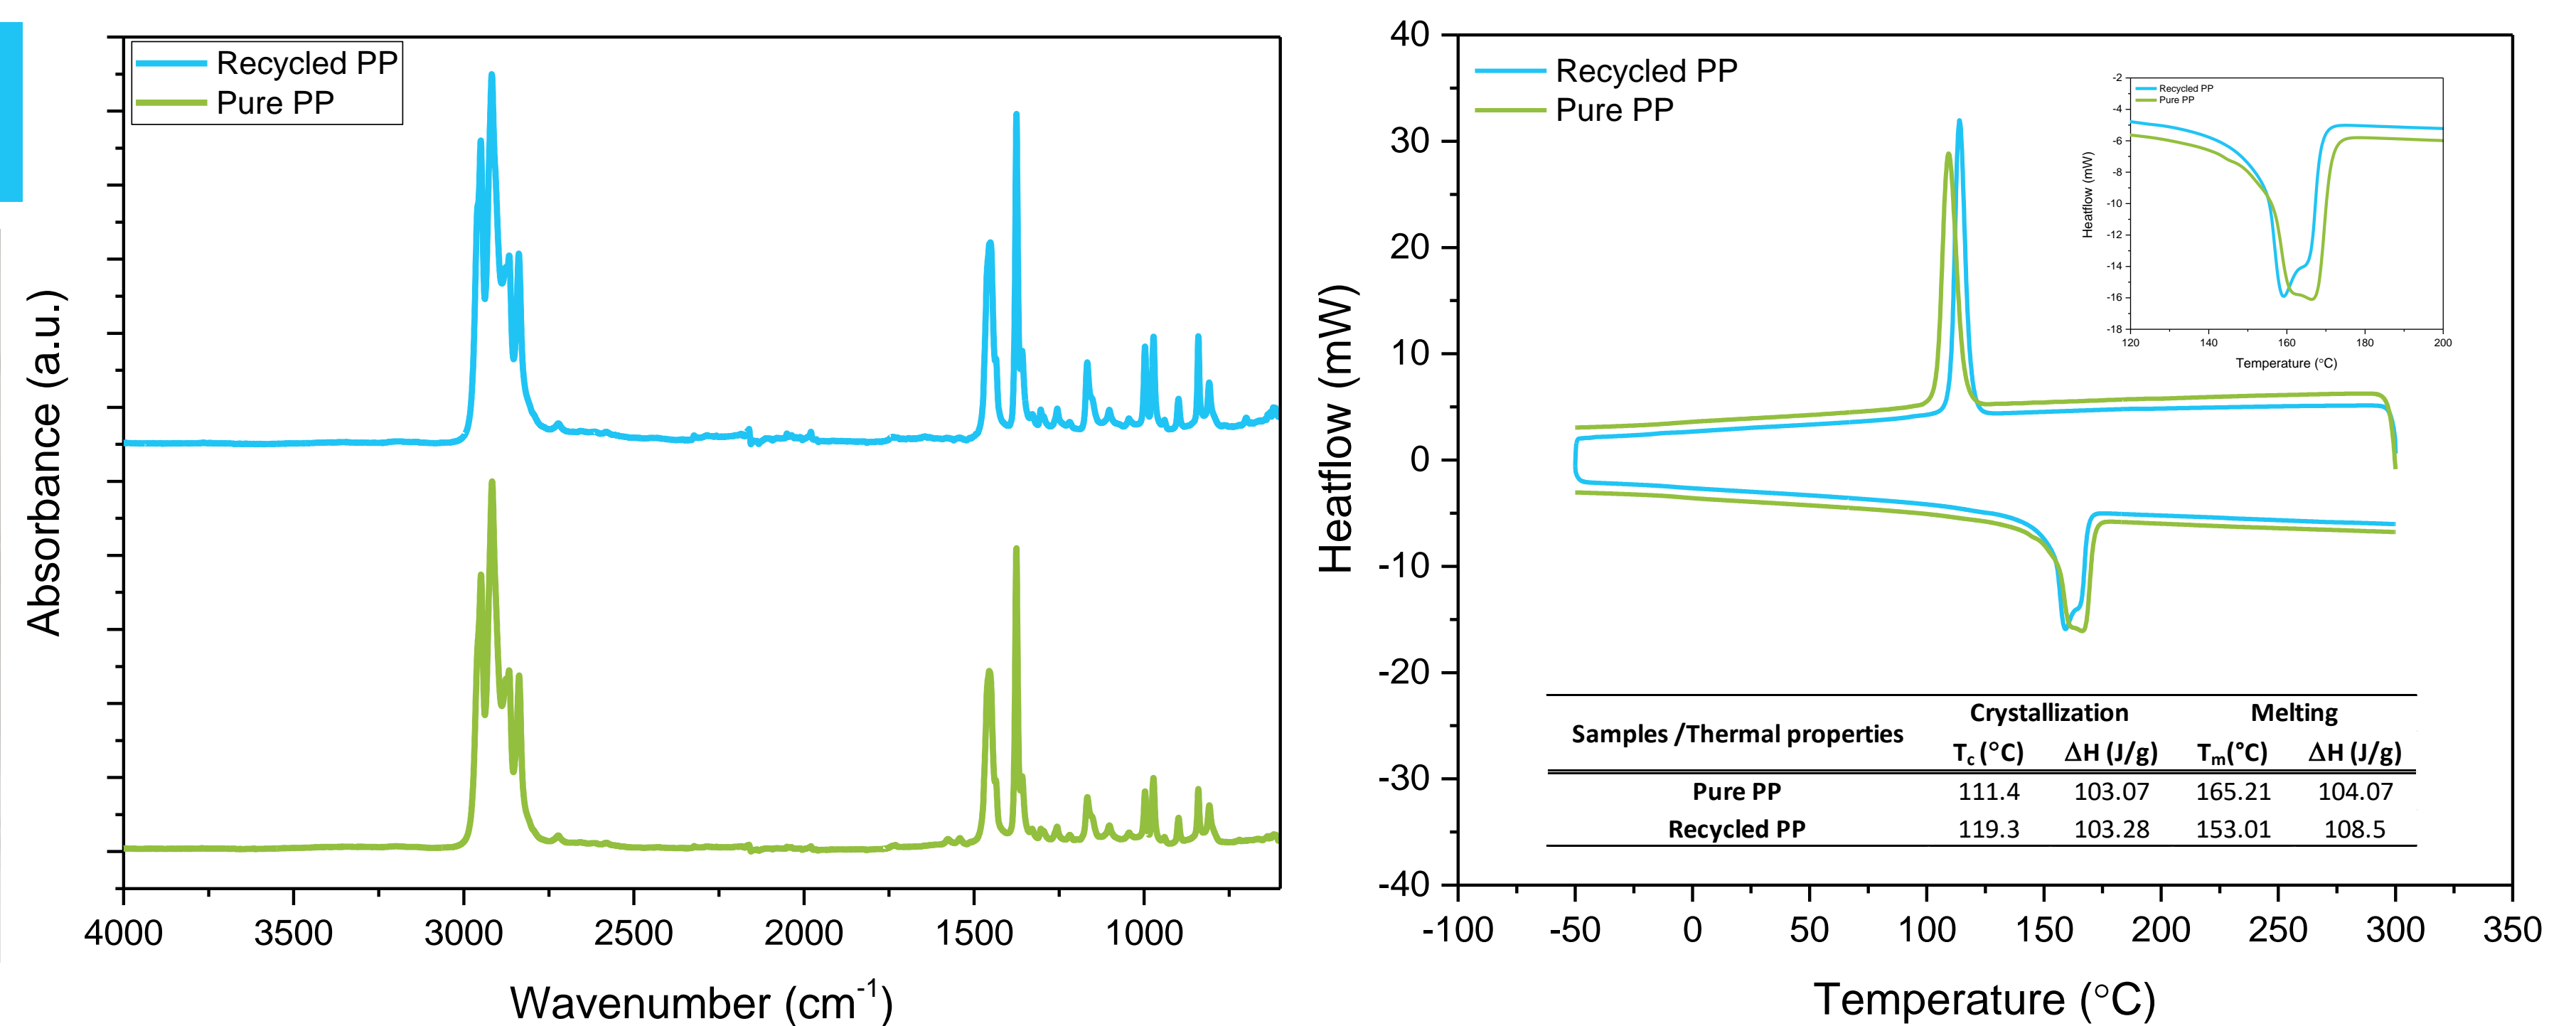 Recycled PP
Pure PP
Absorbance (a.u.)
4000 3500 3000 2500 2000 1500 1000
Wavenumber (cm-1)
Recycled PP
Pure PP
Heatflow (mW)
40
30
20
10
0
-10
-20
-30
-40
-100 -50 0 50 100 150 200 250 300 350
Temperature (°C)
Recycled PP
Pure PP
Heatflow (mW)
-2
-4
-6
-8
-10
-12
-14
-16
-18
120 140 160 180 200
Temperature (°C)
Samples /Thermal properties Crystallization Melting
Tc (°C) ΔH (J/g) Tm(°C) ΔH (J/g)
Pure PP 111.4 103.07 165.21 104.07
Recycled PP 119.3 103.28 153.01 108.5